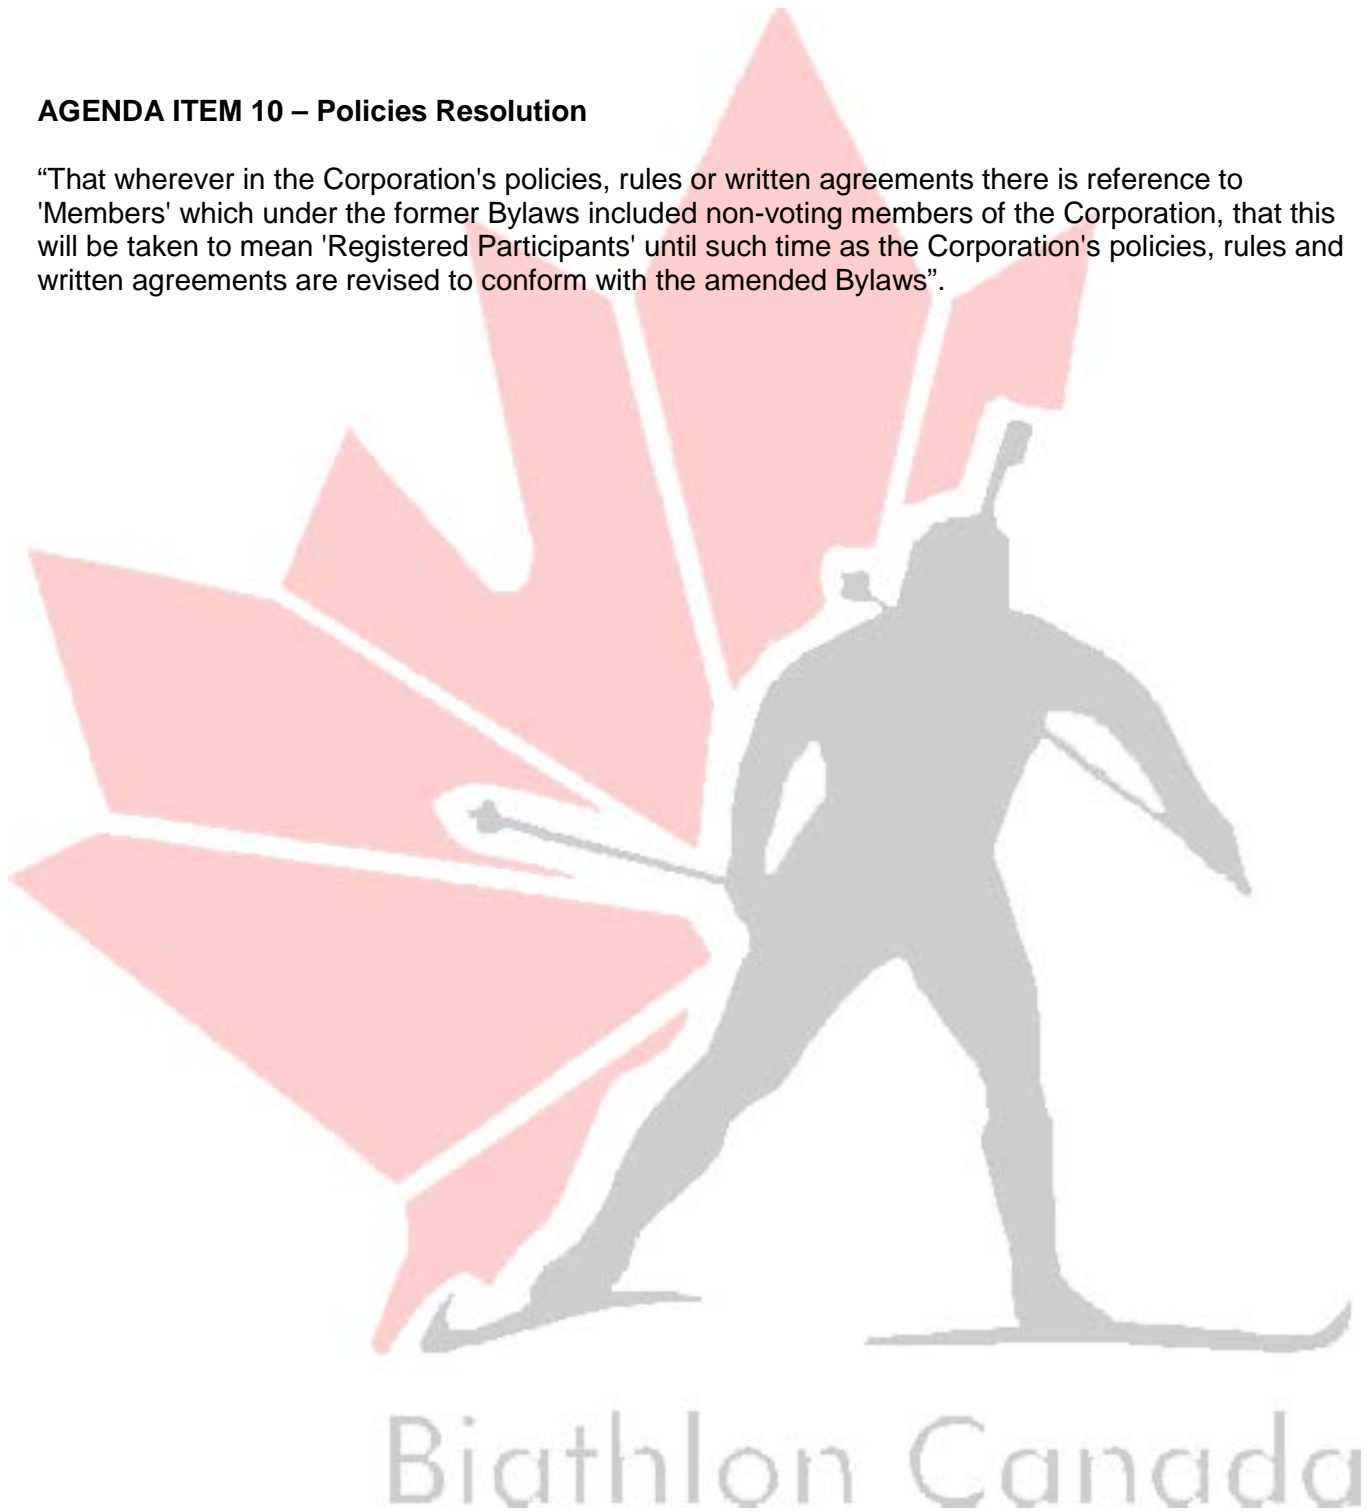 AGENDA ITEM 10 – Policies Resolution
“That wherever in the Corporation's policies, rules or written agreements there is reference to
'Members' which under the former Bylaws included non-voting members of the Corporation, that this
will be taken to mean 'Registered Participants' until such time as the Corporation's policies, rules and
written agreements are revised to conform with the amended Bylaws”.
Biathlon Canada